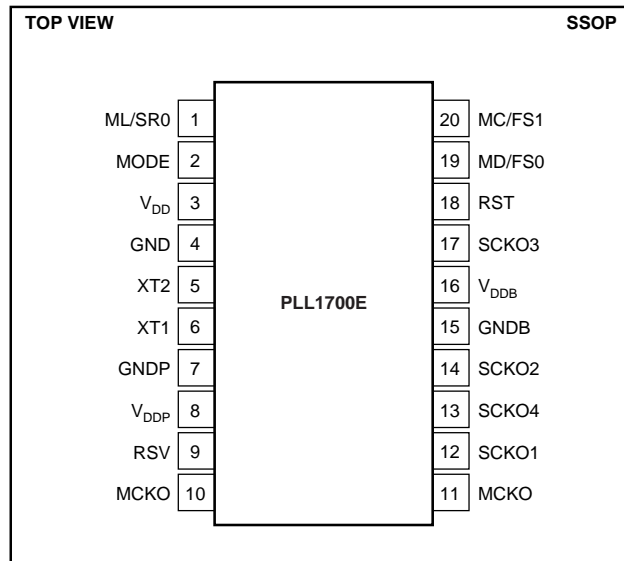 TOP VIEW SSOP
ML/SR0 1 20 MC/FS1
MODE 2 19 MD/FS0
VDD 3 18 RST
GND 4 17 SCKO3
XT2 5 16 VDDB
PLL1700E
XT1 6 15 GNDB
GNDP 7 14 SCKO2
VDDP 8 13 SCKO4
RSV 9 12 SCKO1
MCKO 10 11 MCKO